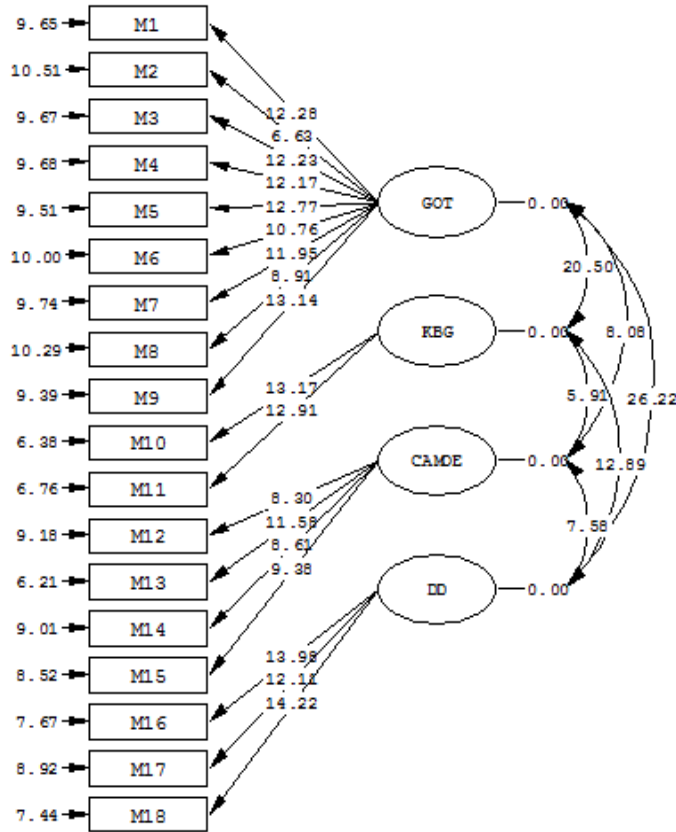 9.65 M1
10.51 M2
9.67 M3
9.68 M4
9.51 M5
10.00 M6
9.74 M7
10.29 M8
9.39 M9
6.38 M10
6.76 M11
9.18 M12
6.21 M13
9.01 M14
8.52 M15
7.67 M16
8.92 M17
7.44 M18
12.28
6.63
12.23
12.17
12.77
10.76
11.95
8.91
13.14
13.17
12.91
8.30
11.58
8.61
9.38
13.98
12.11
14.22
GOT 0.00
KBG 0.00
CAMDE 0.00
DD 0.00
20.50
8.08
5.91
26.22
12.89
7.58